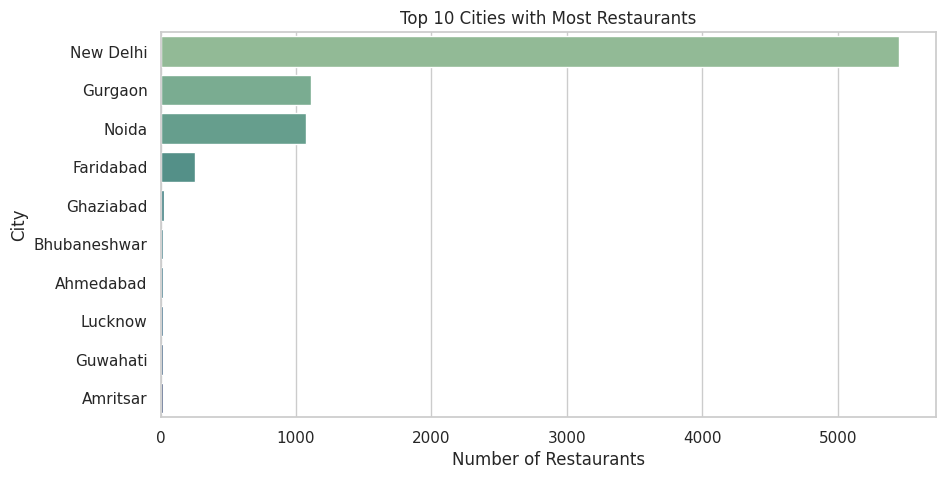 Top 10 Cities with Most Restaurants
City
New Delhi
Gurgaon
Noida
Faridabad
Ghaziabad
Bhubaneshwar
Ahmedabad
Lucknow
Guwahati
Amritsar
0 1000 2000 3000 4000 5000
Number of Restaurants